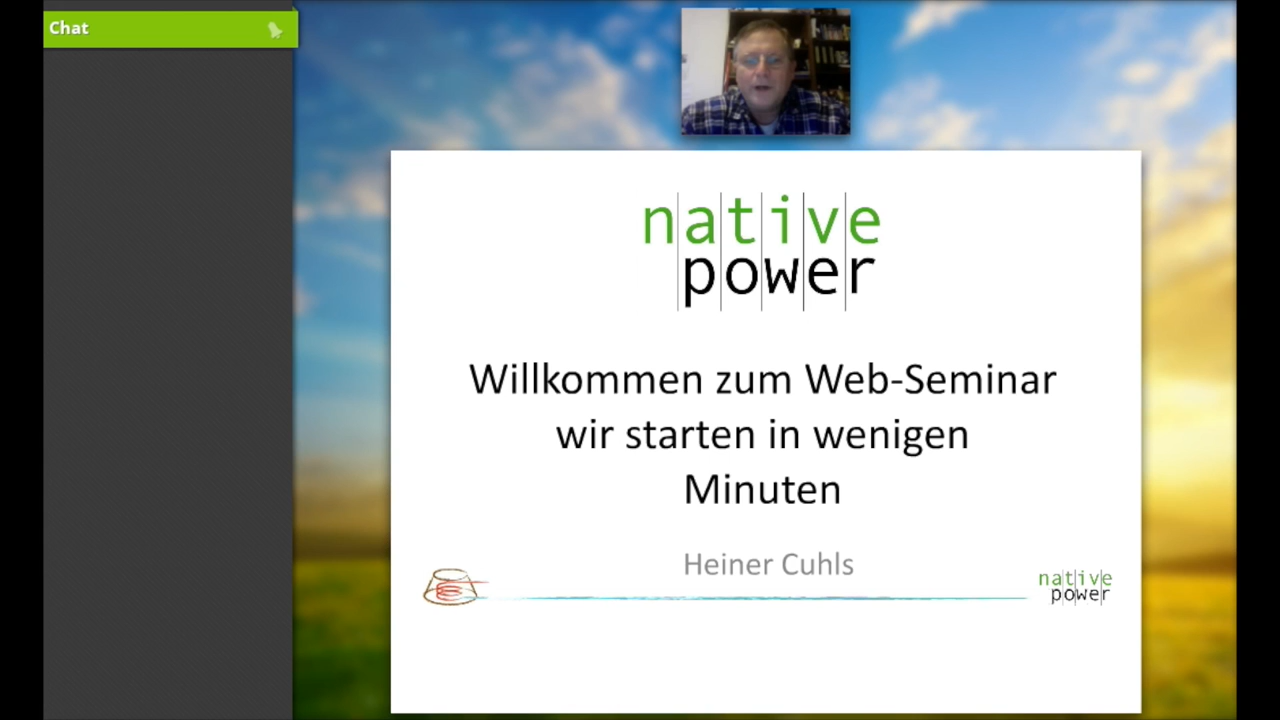 Chat
native
power
Willkommen zum Web-Seminar
wir starten in wenigen
Minuten
Heiner Cuhls
native
power